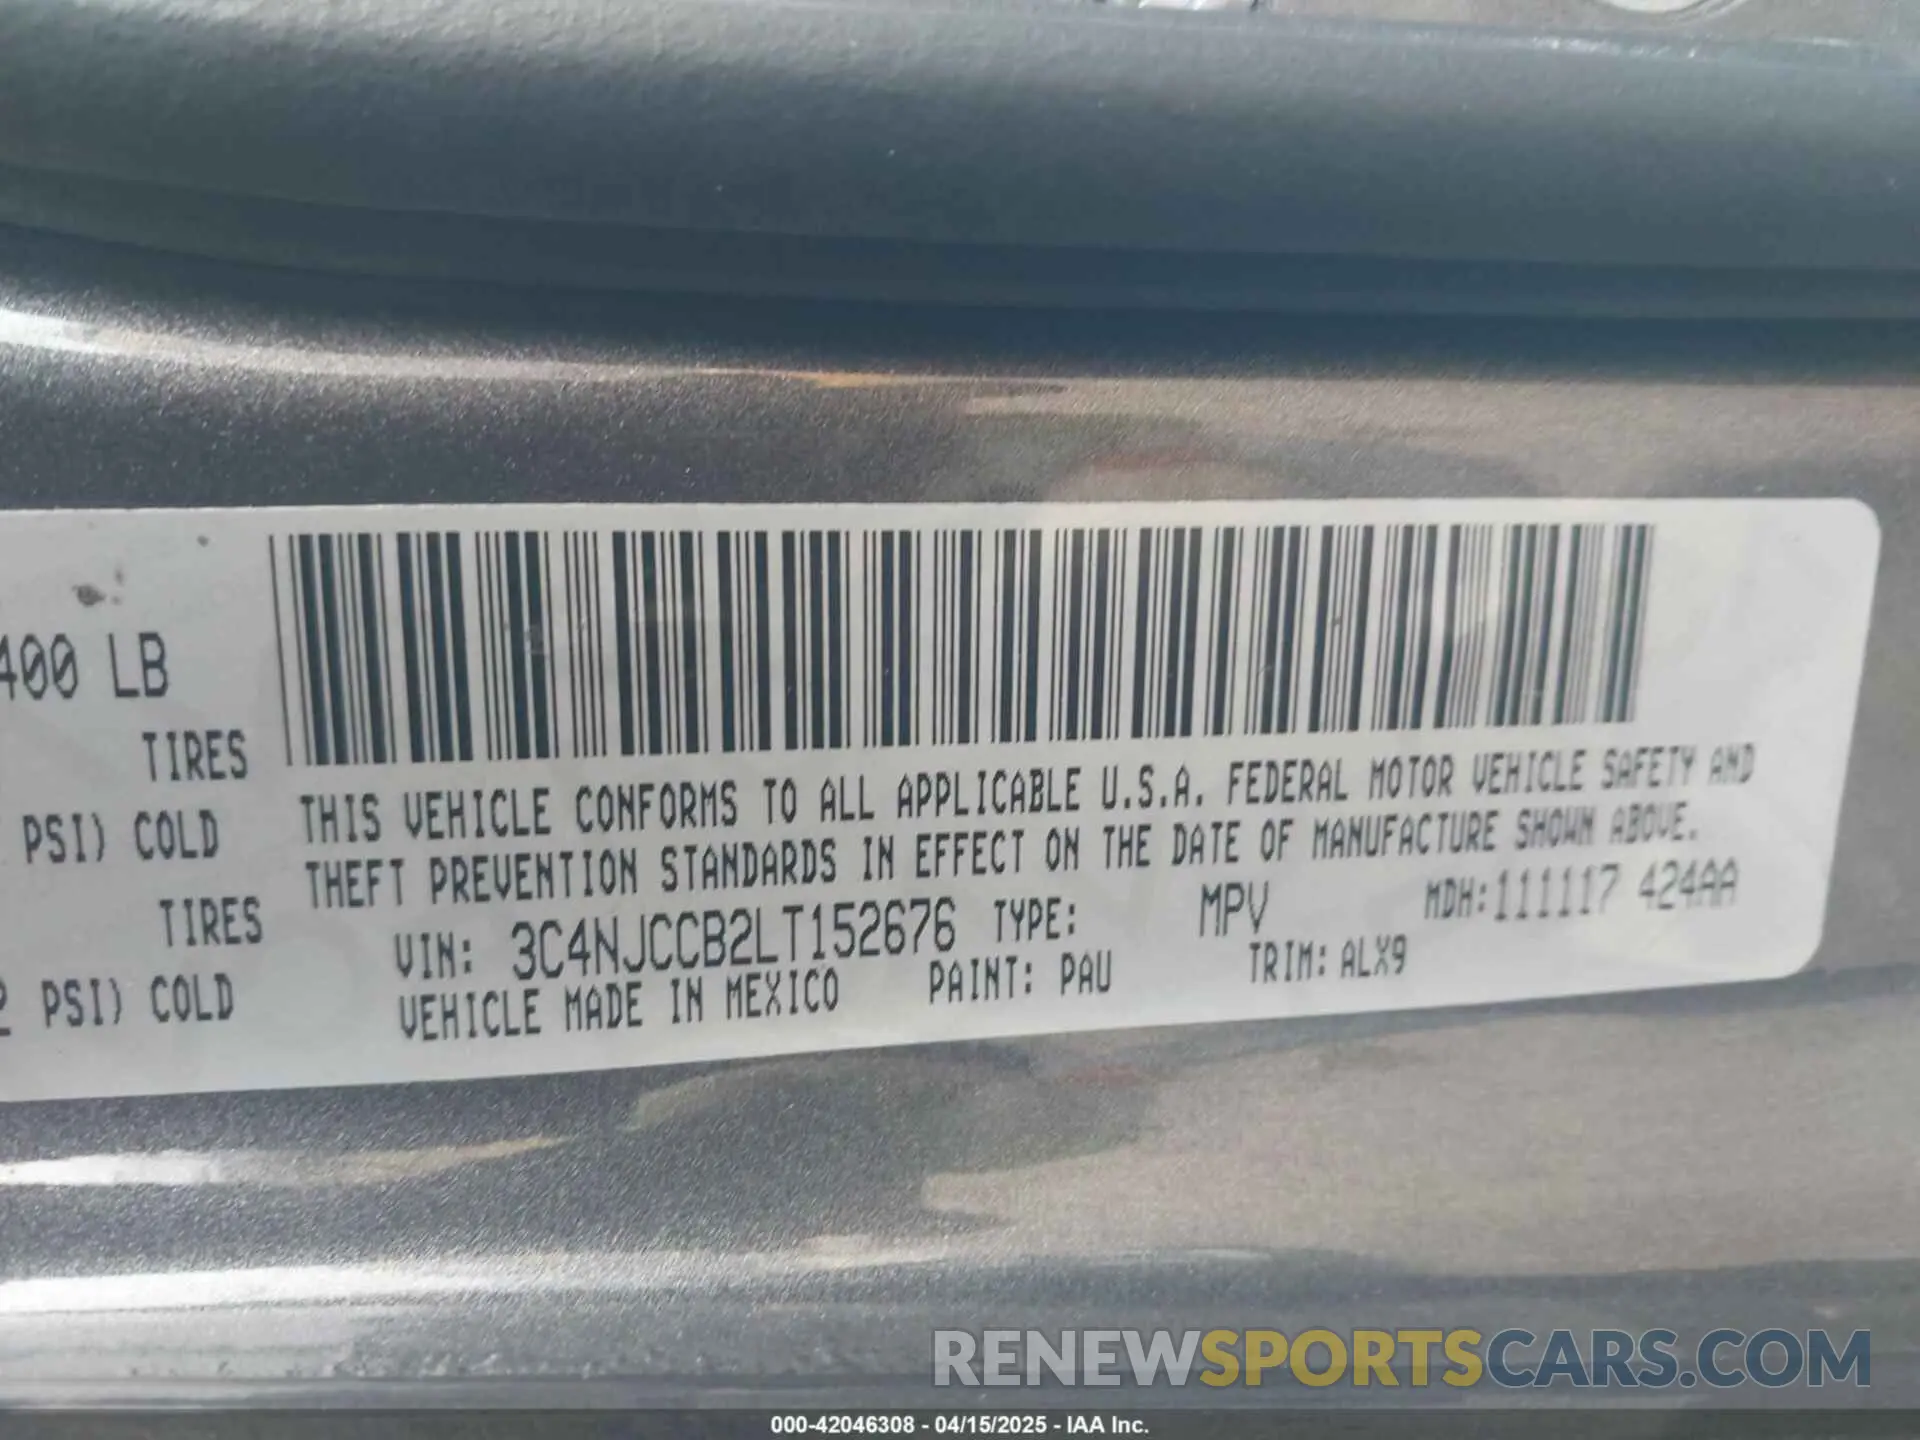 400 LB
TIRES
PSI) COLD
TIRES
PSI) COLD
THIS VEHICLE CONFORMS TO ALL APPLICABLE U.S.A. FEDERAL MOTOR VEHICLE SAFETY AND
THEFT PREVENTION STANDARDS IN EFFECT ON THE DATE OF MANUFACTURE SHOWN ABOVE.
VIN: 3C4NJCCB2LT152676 TYPE: MPV MDH:111117 424AA
VEHICLE MADE IN MEXICO PAINT: PAU TRIM: ALX9
RENEWSPORTSCARS.COM
000-42046308 - 04/15/2025 - IAA Inc.